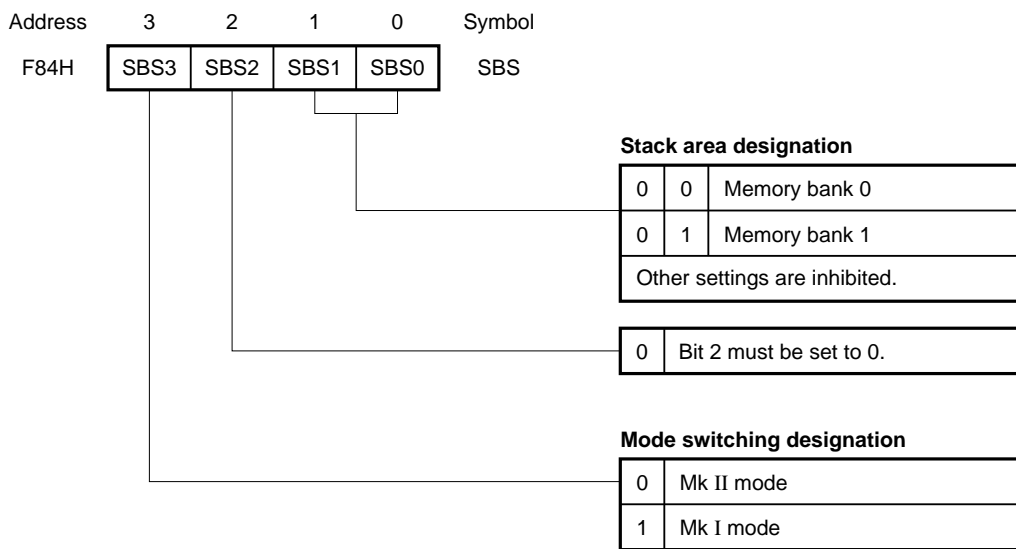 Address 3 2 1 0 Symbol
F84H SBS3 SBS2 SBS1 SBS0 SBS
Stack area designation
0 0 Memory bank 0
0 1 Memory bank 1
Other settings are inhibited.
0 Bit 2 must be set to 0.
Mode switching designation
0 Mk II mode
1 Mk I mode